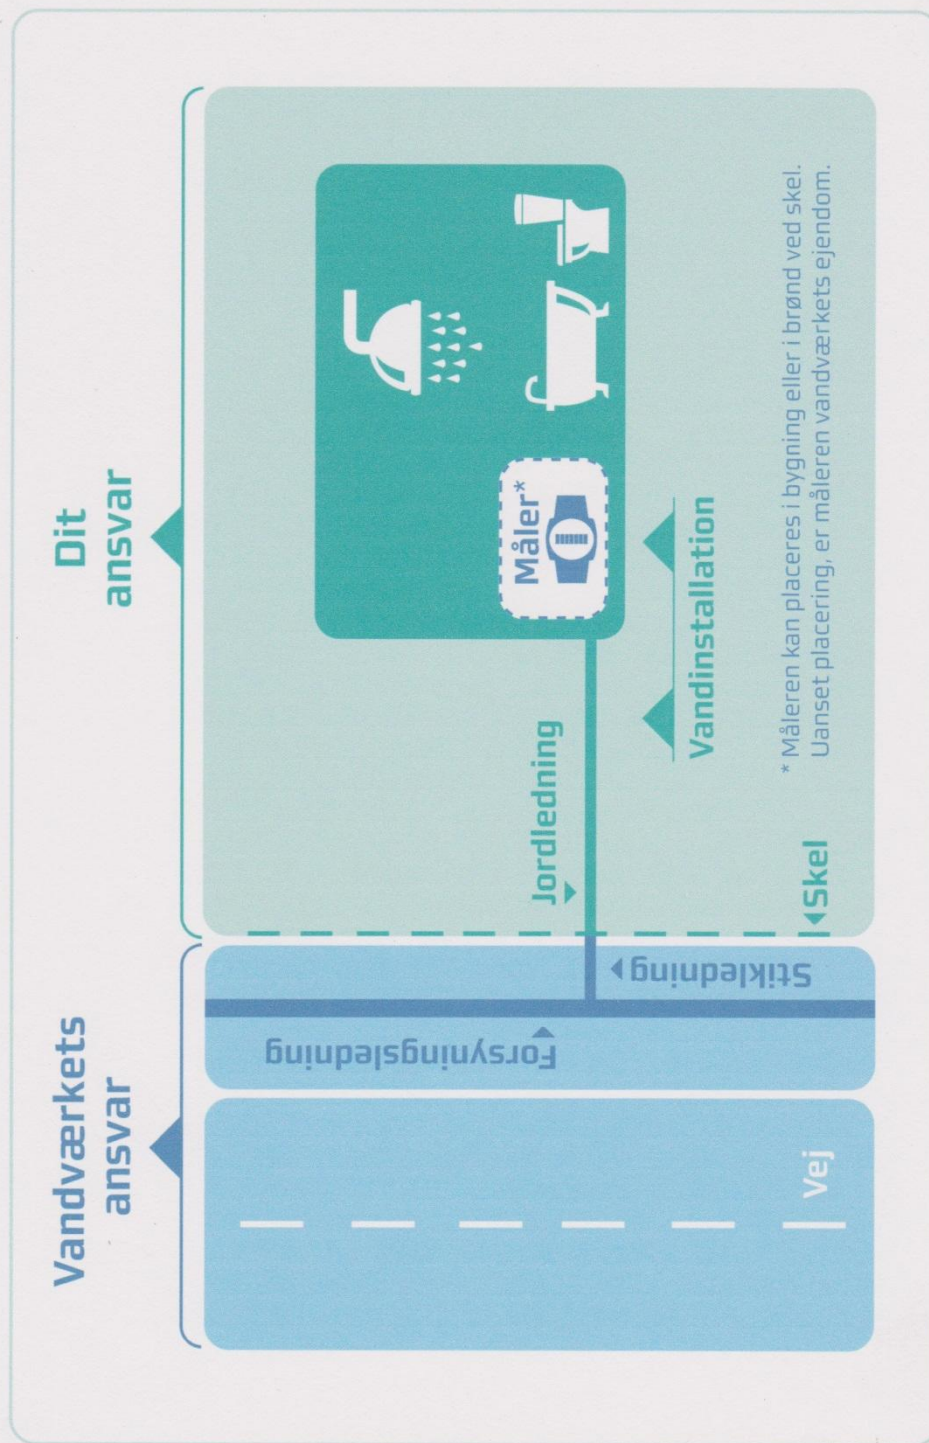 Vandværkets
ansvar
Dit
ansvar
Forsyningsledning
Stikledning
Jordledning
Måler*
Vandinstallation
Vej
Skel
* Måleren kan placeres i bygning eller i brønd ved skel.
Uanset placering, er måleren vandværkets ejendom.